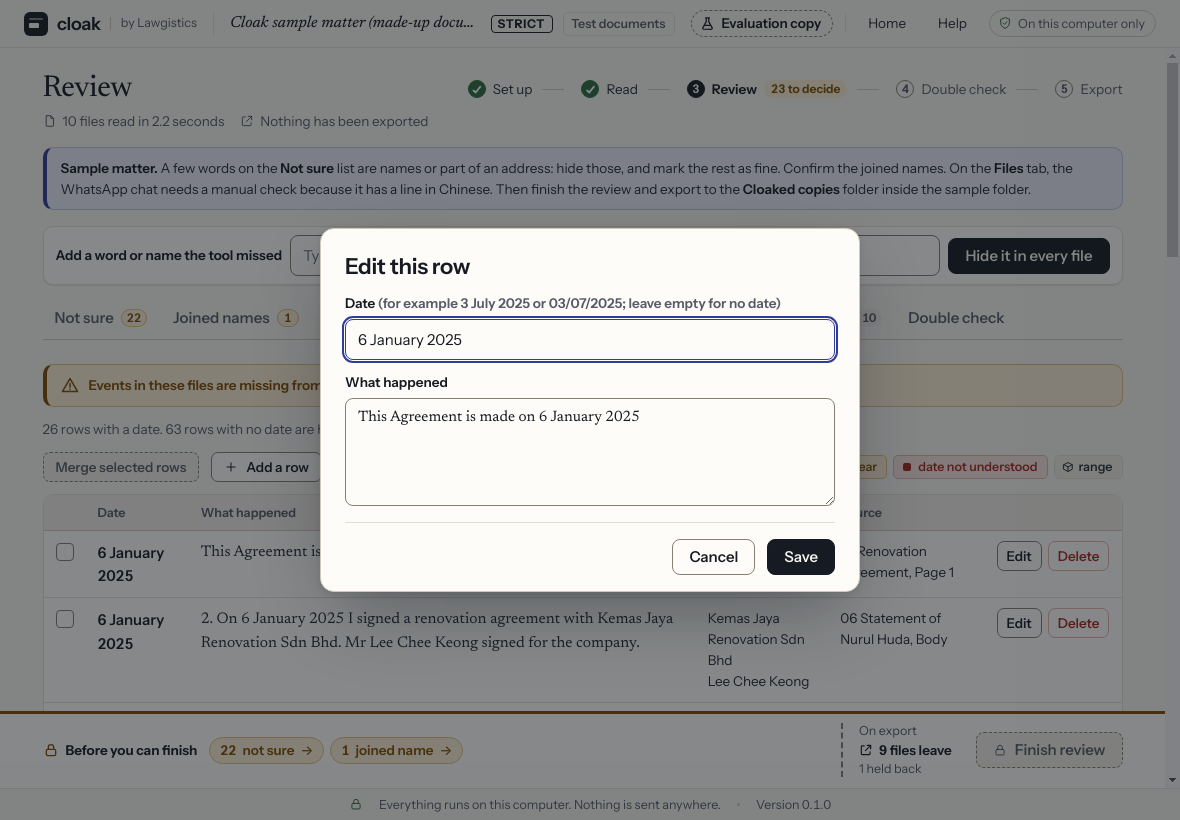 cloak by Lawgistics Cloak sample matter (made-up docu... STRICT Test documents Evaluation copy Home Help On this computer only
Review Set up Read 3 Review 23 to decide 4 Double check 5 Export
10 files read in 2.2 seconds Nothing has been exported
Sample matter. A few words on the Not sure list are names or part of an address: hide those, and mark the rest as fine. Confirm the joined names. On the Files tab, the
WhatsApp chat needs a manual check because it has a line in Chinese. Then finish the review and export to the Cloaked copies folder inside the sample folder.
Add a word or name the tool missed Ty Hide it in every file
Not sure 22 Joined names 1 10 Double check
Events in these files are missing from
26 rows with a date. 63 rows with no date are
Merge selected rows + Add a row ear date not understood range
Date What happened urce
6 January
2025
This Agreement is
Renovation
eement, Page 1
Edit Delete
6 January
2025
2. On 6 January 2025 I signed a renovation agreement with Kemas Jaya
Renovation Sdn Bhd. Mr Lee Chee Keong signed for the company.
Kemas Jaya
Renovation Sdn
Bhd
Lee Chee Keong
06 Statement of
Nurul Huda, Body
Edit Delete
Edit this row
Date (for example 3 July 2025 or 03/07/2025; leave empty for no date)
6 January 2025
What happened
This Agreement is made on 6 January 2025
Cancel Save
Before you can finish 22 not sure → 1 joined name →
On export
9 files leave
1 held back
Finish review
Everything runs on this computer. Nothing is sent anywhere. · Version 0.1.0